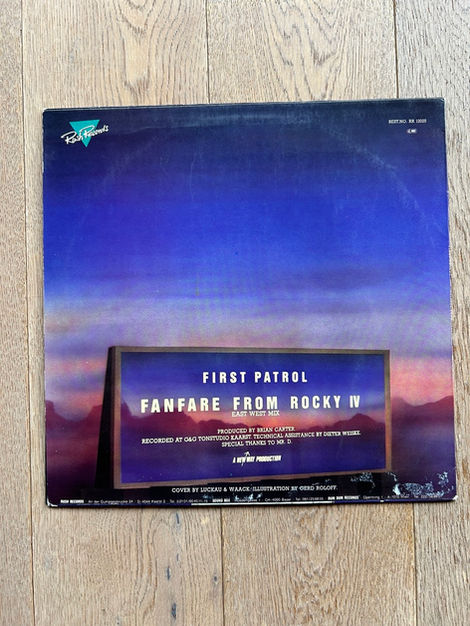 Rush Records
BEST.NO. RR 12025
FIRST PATROL
FANFARE FROM ROCKY IV
EAST WEST MIX
PRODUCED BY BRIAN CARTER
RECORDED AT G&G TONSTUDIO KAARST. TECHNICAL ASSISTANCE BY DIETER WESKE.
SPECIAL THANKS TO MR. D.
A NEW WAY PRODUCTION
COVER BY LUCKAU & WAACK/ILLUSTRATION BY GERD ROLOFF.
RUSH RECORDS